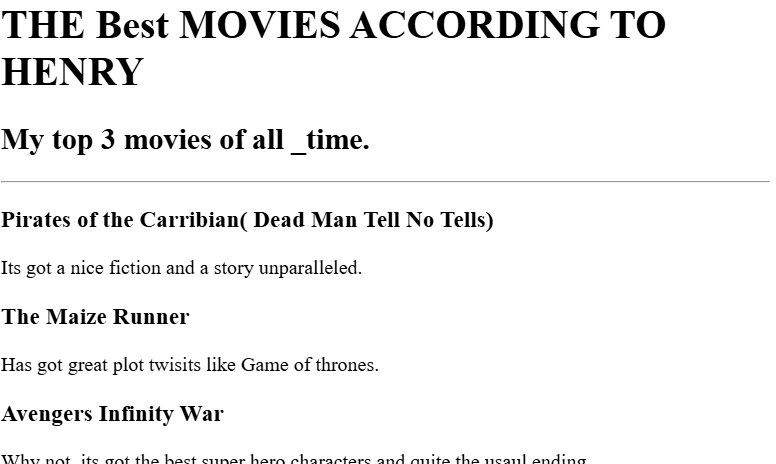 THE Best MOVIES ACCORDING TO
HENRY
My top 3 movies of all _time.
Pirates of the Carribian( Dead Man Tell No Tells)
Its got a nice fiction and a story unparalleled.
The Maize Runner
Has got great plot twisits like Game of thrones.
Avengers Infinity War
Why not, its got the best super hero characters and quite the usaul ending.